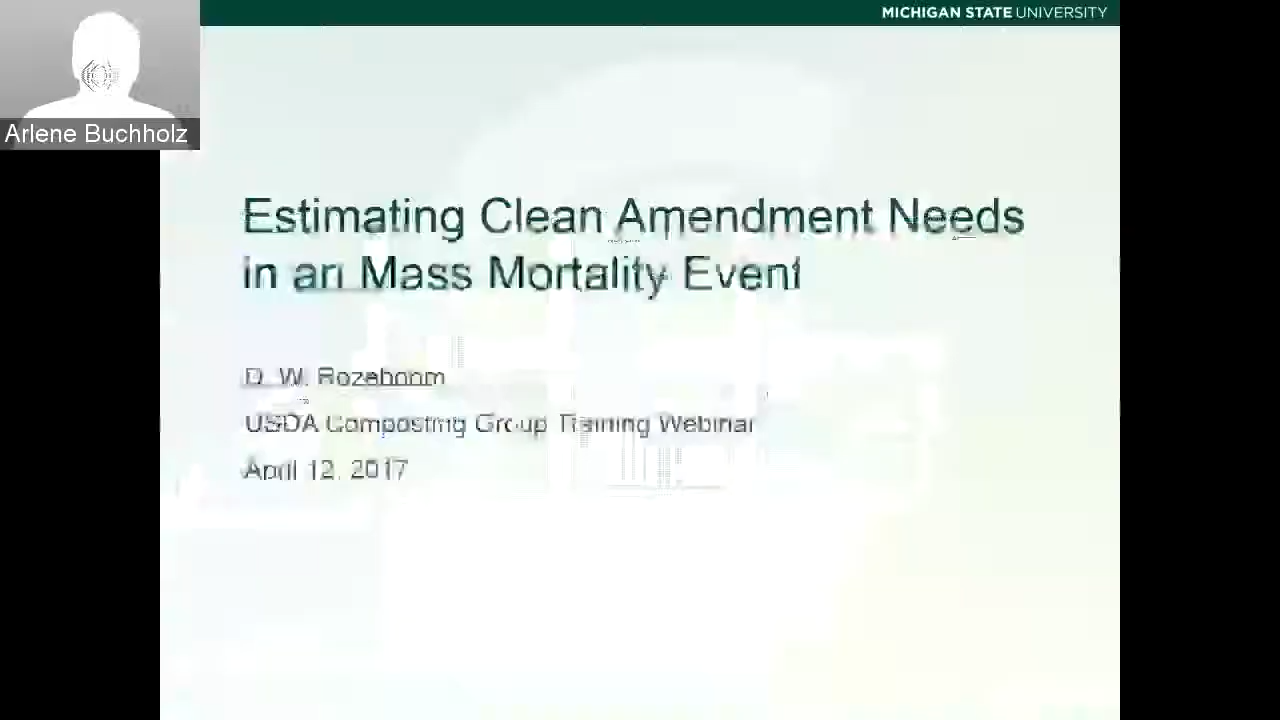 MICHIGAN STATE UNIVERSITY
Arlene Buchholz
Estimating Clean Amendment Needs
in an Mass Mortality Event
D. W. Rozeboom
USDA Composting Group Training Webinar
April 12, 2017